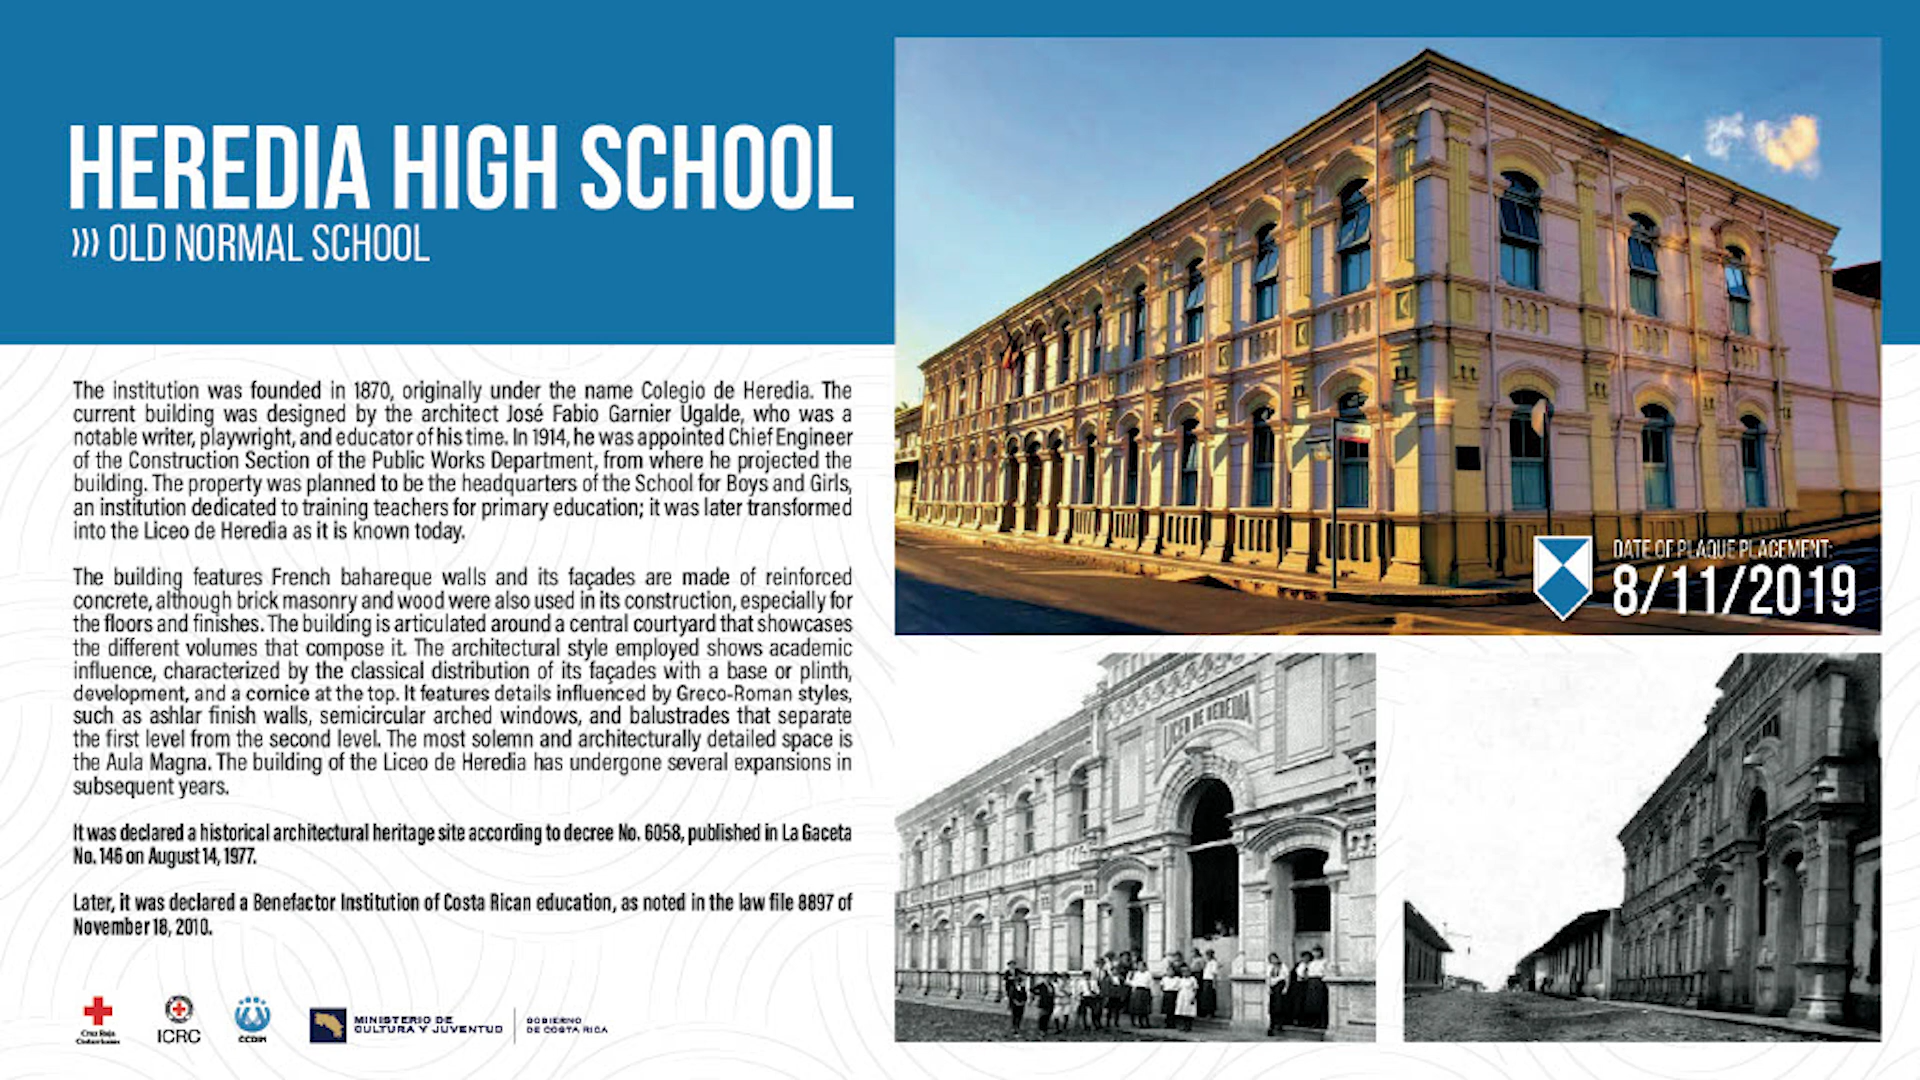 HEREDIA HIGH SCHOOL
››› OLD NORMAL SCHOOL
The institution was founded in 1870, originally under the name Colegio de Heredia. The
current building was designed by the architect José Fabio Garnier Ugalde, who was a
notable writer, playwright, and educator of his time. In 1914, he was appointed Chief Engineer
of the Construction Section of the Public Works Department, from where he projected the
building. The property was planned to be the headquarters of the School for Boys and Girls,
an institution dedicated to training teachers for primary education; it was later transformed
into the Liceo de Heredia as it is known today.
The building features French bahareque walls and its façades are made of reinforced
concrete, although brick masonry and wood were also used in its construction, especially for
the floors and finishes. The building is articulated around a central courtyard that showcases
the different volumes that compose it. The architectural style employed shows academic
influence, characterized by the classical distribution of its façades with a base or plinth,
development, and a cornice at the top. It features details influenced by Greco-Roman styles,
such as ashlar finish walls, semicircular arched windows, and balustrades that separate
the first level from the second level. The most solemn and architecturally detailed space is
the Aula Magna. The building of the Liceo de Heredia has undergone several expansions in
subsequent years.
It was declared a historical architectural heritage site according to decree No. 6058, published in La Gaceta
No. 146 on August 14, 1977.
Later, it was declared a Benefactor Institution of Costa Rican education, as noted in the law file 8897 of
November 18, 2010.
DATE OF PLAQUE PLACEMENT:
8/11/2019
LICEO DE HEREDIA
Cruz Roja
Costarricense
ICRC
CCDIH
MINISTERIO DE
CULTURA Y JUVENTUD
GOBIERNO
DE COSTA RICA